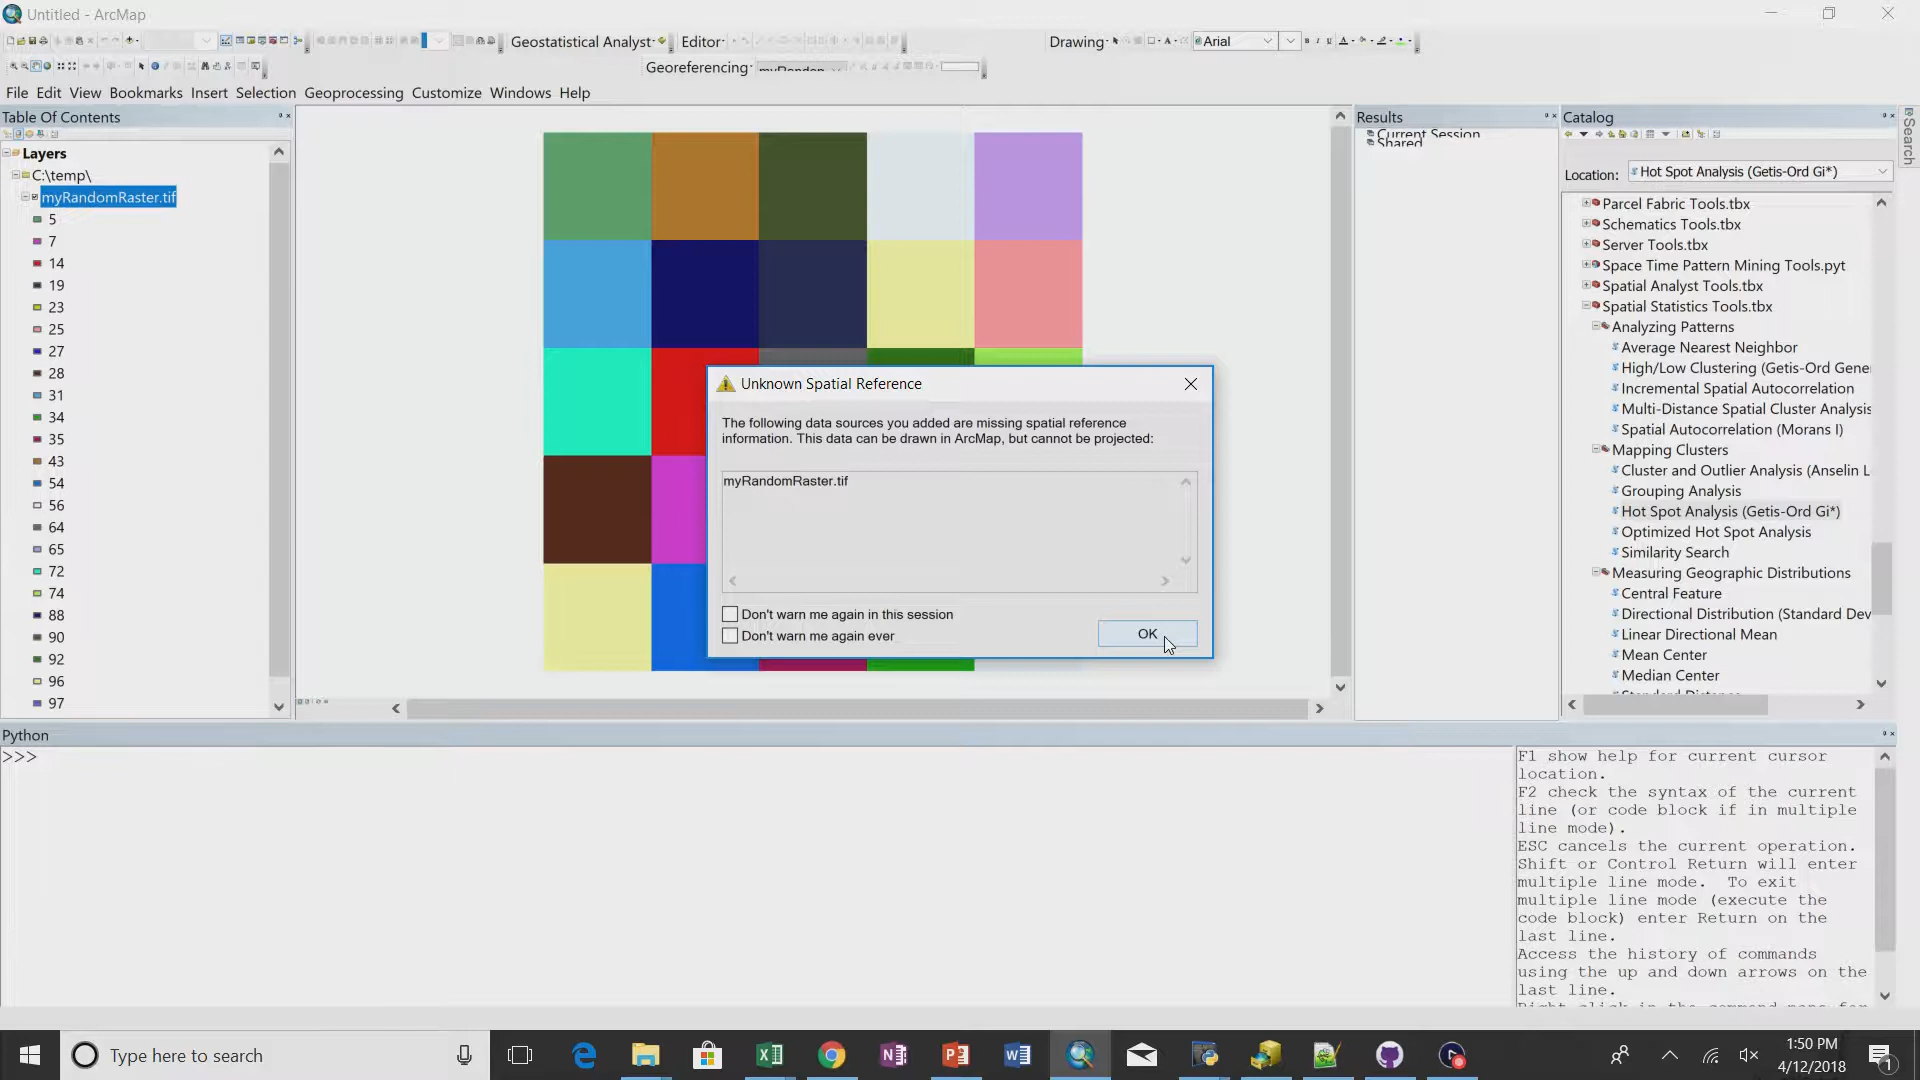 Untitled - ArcMap
Geostatistical Analyst
Editor
Drawing
Arial
Georeferencing
File Edit View Bookmarks Insert Selection Geoprocessing Customize Windows Help
Table Of Contents
Layers
C:\temp\
myRandomRaster.tif
5
7
14
19
23
25
27
28
31
34
35
43
54
56
64
65
72
74
88
90
92
96
97
Unknown Spatial Reference
The following data sources you added are missing spatial reference
information. This data can be drawn in ArcMap, but cannot be projected:
myRandomRaster.tif
Don't warn me again in this session
Don't warn me again ever
OK
Results
Current Session
Shared
Catalog
Location: Hot Spot Analysis (Getis-Ord Gi*)
Parcel Fabric Tools.tbx
Schematics Tools.tbx
Server Tools.tbx
Space Time Pattern Mining Tools.pyt
Spatial Analyst Tools.tbx
Spatial Statistics Tools.tbx
Analyzing Patterns
Average Nearest Neighbor
High/Low Clustering (Getis-Ord Gene
Incremental Spatial Autocorrelation
Multi-Distance Spatial Cluster Analysis
Spatial Autocorrelation (Morans I)
Mapping Clusters
Cluster and Outlier Analysis (Anselin L
Grouping Analysis
Hot Spot Analysis (Getis-Ord Gi*)
Optimized Hot Spot Analysis
Similarity Search
Measuring Geographic Distributions
Central Feature
Directional Distribution (Standard Dev
Linear Directional Mean
Mean Center
Median Center
Search
Python
>>>
F1 show help for current cursor
location.
F2 check the syntax of the current
line (or code block if in multiple
line mode).
ESC cancels the current operation.
Shift or Control Return will enter
multiple line mode. To exit
multiple line mode (execute the
code block) enter Return on the
last line.
Access the history of commands
using the up and down arrows on the
last line.
Type here to search
1:50 PM
4/12/2018
1